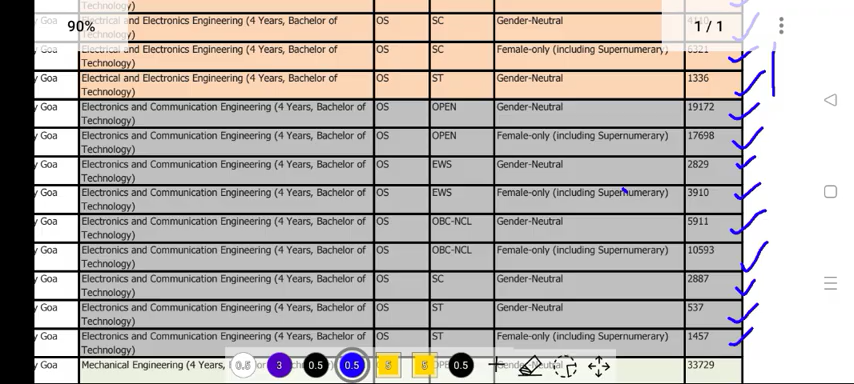 Technology)
y Goa Electrical and Electronics Engineering (4 Years, Bachelor of OS SC Gender-Neutral
Technology)
90%
1 / 1
y Goa Electrical and Electronics Engineering (4 Years, Bachelor of OS SC Female-only (including Supernumerary) 6321
Technology)
y Goa Electrical and Electronics Engineering (4 Years, Bachelor of OS ST Gender-Neutral 1336
Technology)
y Goa Electronics and Communication Engineering (4 Years, Bachelor of OS OPEN Gender-Neutral 19172
Technology)
y Goa Electronics and Communication Engineering (4 Years, Bachelor of OS OPEN Female-only (including Supernumerary) 17698
Technology)
y Goa Electronics and Communication Engineering (4 Years, Bachelor of OS EWS Gender-Neutral 2829
Technology)
y Goa Electronics and Communication Engineering (4 Years, Bachelor of OS EWS Female-only (including Supernumerary) 3910
Technology)
y Goa Electronics and Communication Engineering (4 Years, Bachelor of OS OBC-NCL Gender-Neutral 5911
Technology)
y Goa Electronics and Communication Engineering (4 Years, Bachelor of OS OBC-NCL Female-only (including Supernumerary) 10593
Technology)
y Goa Electronics and Communication Engineering (4 Years, Bachelor of OS SC Gender-Neutral 2887
Technology)
y Goa Electronics and Communication Engineering (4 Years, Bachelor of OS ST Gender-Neutral 537
Technology)
y Goa Electronics and Communication Engineering (4 Years, Bachelor of OS ST Female-only (including Supernumerary) 1457
Technology)
y Goa Mechanical Engineering (4 Years, 33729
0.5 3 0.5 0.5 5 5 0.5